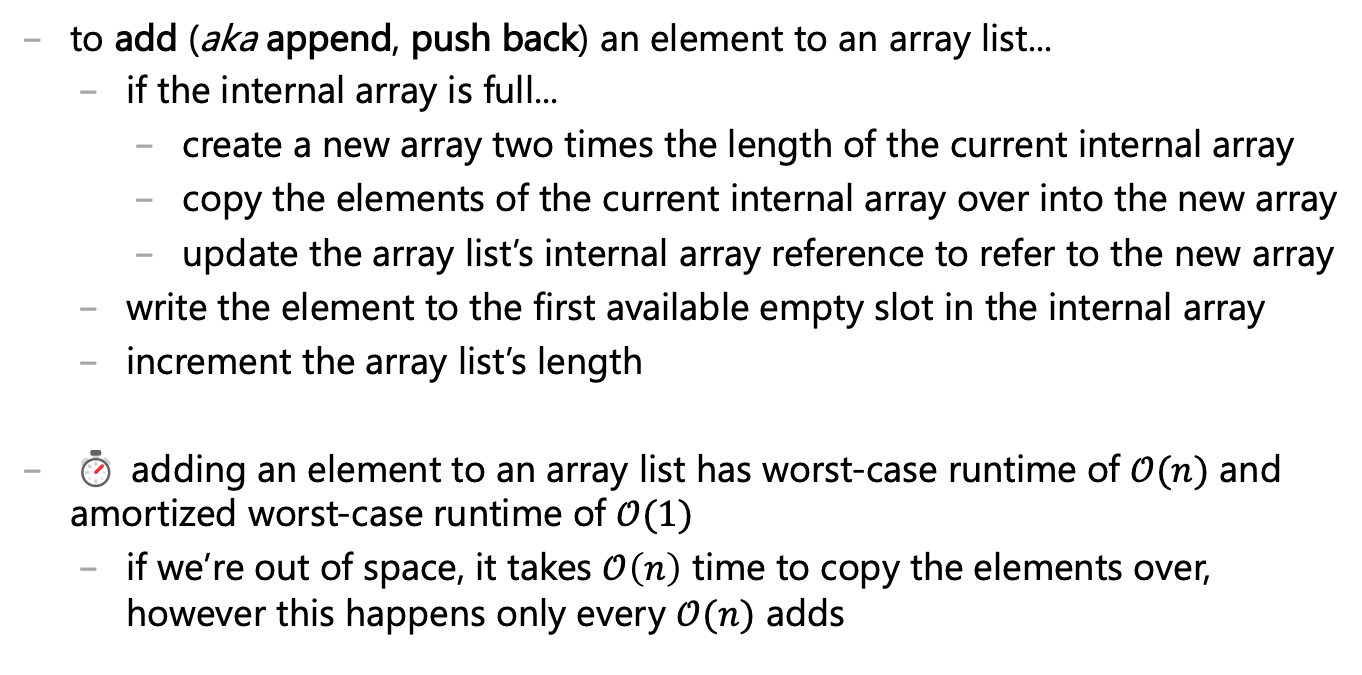 – to add (aka append, push back) an element to an array list...
– if the internal array is full...
– create a new array two times the length of the current internal array
– copy the elements of the current internal array over into the new array
– update the array list’s internal array reference to refer to the new array
– write the element to the first available empty slot in the internal array
– increment the array list’s length
– ⏱ adding an element to an array list has worst-case runtime of 𝒪(𝑛) and
amortized worst-case runtime of 𝒪(1)
– if we’re out of space, it takes 𝒪(𝑛) time to copy the elements over,
however this happens only every 𝒪(𝑛) adds